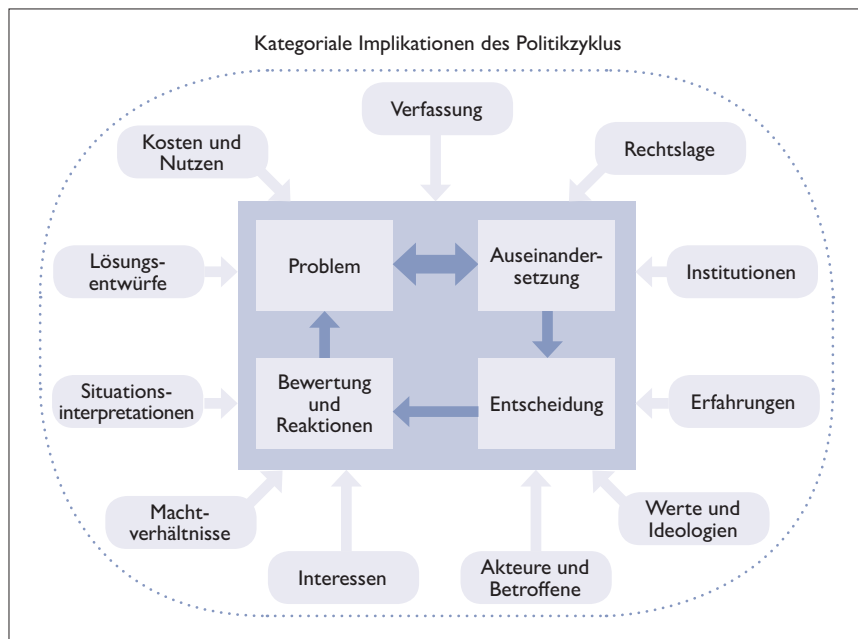 Kategoriale Implikationen des Politikzyklus
Verfassung
Kosten und
Nutzen
Rechtslage
Lösungs-
entwürfe
Problem
Auseinander-
setzung
Institutionen
Situations-
interpretationen
Bewertung
und
Reaktionen
Entscheidung
Erfahrungen
Macht-
verhältnisse
Interessen
Akteure und
Betroffene
Werte und
Ideologien